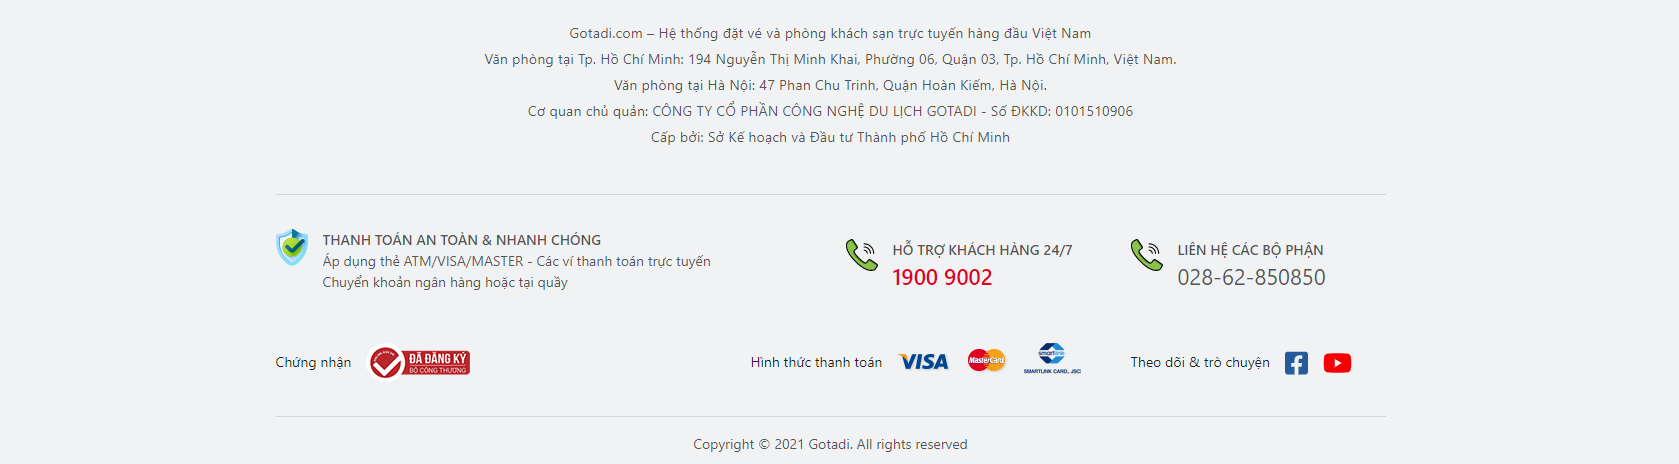 Gotadi.com – Hệ thống đặt vé và phòng khách sạn trực tuyến hàng đầu Việt Nam
Văn phòng tại Tp. Hồ Chí Minh: 194 Nguyễn Thị Minh Khai, Phường 06, Quận 03, Tp. Hồ Chí Minh, Việt Nam.
Văn phòng tại Hà Nội: 47 Phan Chu Trinh, Quận Hoàn Kiếm, Hà Nội.
Cơ quan chủ quản: CÔNG TY CỔ PHẦN CÔNG NGHỆ DU LỊCH GOTADI - Số ĐKKD: 0101510906
Cấp bởi: Sở Kế hoạch và Đầu tư Thành phố Hồ Chí Minh
THANH TOÁN AN TOÀN & NHANH CHÓNG
Áp dụng thẻ ATM/VISA/MASTER - Các ví thanh toán trực tuyến
Chuyển khoản ngân hàng hoặc tại quầy
HỖ TRỢ KHÁCH HÀNG 24/7
1900 9002
LIÊN HỆ CÁC BỘ PHẬN
028-62-850850
Chứng nhận
ĐÃ ĐĂNG KÝ
BỘ CÔNG THƯƠNG
Hình thức thanh toán
VISA
MasterCard
smartlink
SMARTLINK CARD., JSC
Theo dõi & trò chuyện
Copyright © 2021 Gotadi. All rights reserved